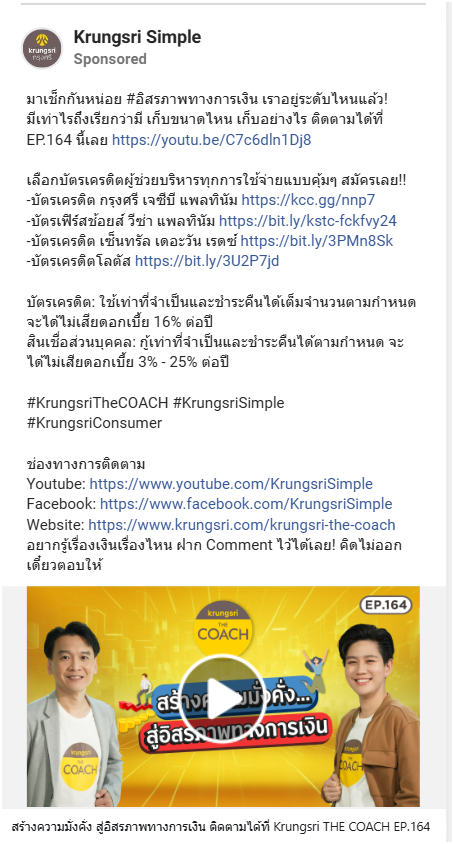 Krungsri Simple
krungsri
กรุงศรี
Sponsored
มาเช็กกันหน่อย #อิสรภาพทางการเงิน เราอยู่ระดับไหนแล้ว!
มีเท่าไรถึงเรียกว่ามี เก็บขนาดไหน เก็บอย่างไร ติดตามได้ที่
EP.164 นี้เลย https://youtu.be/C7c6dln1Dj8
เลือกบัตรเครดิตผู้ช่วยบริหารทุกการใช้จ่ายแบบคุ้มๆ สมัครเลย!!
-บัตรเครดิต กรุงศรี เจซีบี แพลทินัม https://kcc.gg/nnp7
-บัตรเฟิร์สช้อยส์ วีซ่า แพลทินัม https://bit.ly/kstc-fckfvy24
-บัตรเครดิต เซ็นทรัล เดอะวัน เรดซ์ https://bit.ly/3PMn8Sk
-บัตรเครดิตโลตัส https://bit.ly/3U2P7jd
บัตรเครดิต: ใช้เท่าที่จำเป็นและชำระคืนได้เต็มจำนวนตามกำหนด
จะได้ไม่เสียดอกเบี้ย 16% ต่อปี
สินเชื่อส่วนบุคคล: กู้เท่าที่จำเป็นและชำระคืนได้ตามกำหนด จะ
ได้ไม่เสียดอกเบี้ย 3% - 25% ต่อปี
#KrungsriTheCOACH #KrungsriSimple
#KrungsriConsumer
ช่องทางการติดตาม
Youtube: https://www.youtube.com/KrungsriSimple
Facebook: https://www.facebook.com/KrungsriSimple
Website: https://www.krungsri.com/krungsri-the-coach
อยากรู้เรื่องเงินเรื่องไหน ฝาก Comment ไว้ได้เลย! คิดไม่ออก
เดี๋ยวตอบให้
EP.164
krungsri
THE
COACH
สร้างความมั่งคั่ง...
สู่อิสรภาพทางการเงิน
krungsri
THE
COACH
krungsri
THE
COACH
สร้างความมั่งคั่ง สู่อิสรภาพทางการเงิน ติดตามได้ที่ Krungsri THE COACH EP.164